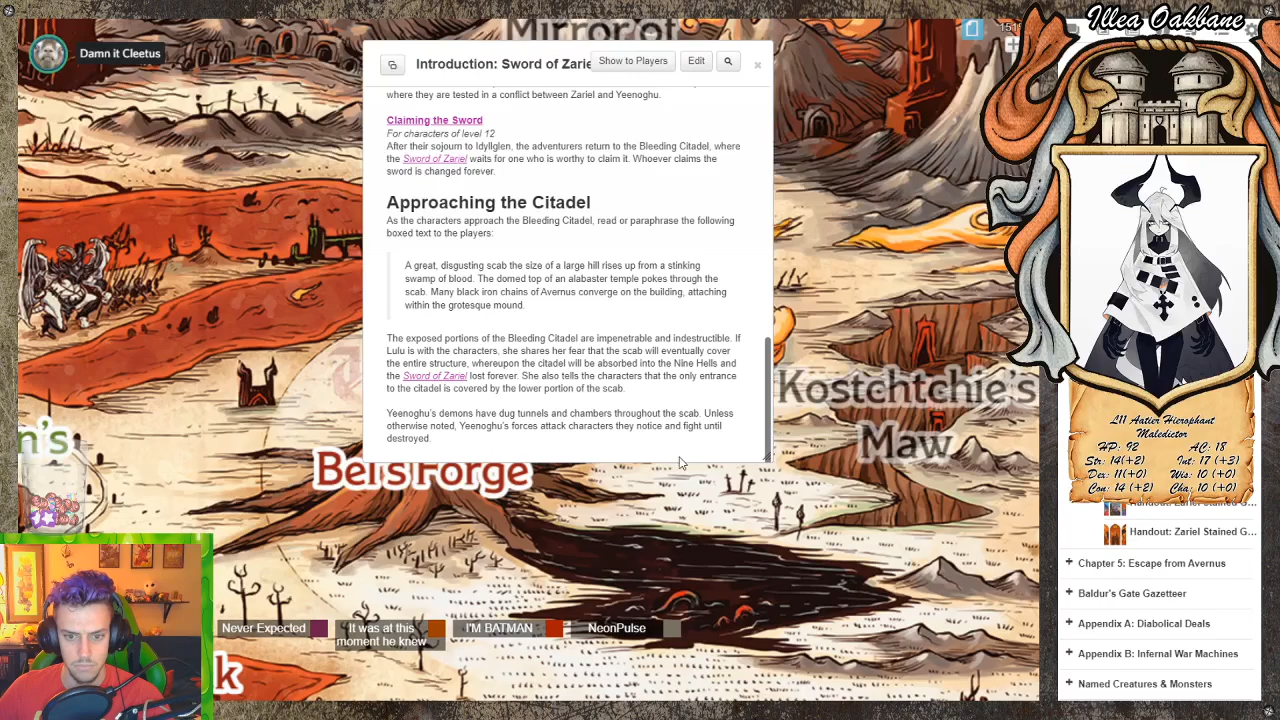 Damn it Cleetus
Mirror of
151
Introduction: Sword of Zarie
Show to Players
Edit
where they are tested in a conflict between Zariel and Yeenoghu.
Claiming the Sword
For characters of level 12
After their sojourn to Idyllglen, the adventurers return to the Bleeding Citadel, where
the Sword of Zariel waits for one who is worthy to claim it. Whoever claims the
sword is changed forever.
Approaching the Citadel
As the characters approach the Bleeding Citadel, read or paraphrase the following
boxed text to the players:
A great, disgusting scab the size of a large hill rises up from a stinking
swamp of blood. The domed top of an alabaster temple pokes through the
scab. Many black iron chains of Avernus converge on the building, attaching
within the grotesque mound.
The exposed portions of the Bleeding Citadel are impenetrable and indestructible. If
Lulu is with the characters, she shares her fear that the scab will eventually cover
the entire structure, whereupon the citadel will be absorbed into the Nine Hells and
the Sword of Zariel lost forever. She also tells the characters that the only entrance
to the citadel is covered by the lower portion of the scab.
Yeenoghu's demons have dug tunnels and chambers throughout the scab. Unless
otherwise noted, Yeenoghu's forces attack characters they notice and fight until
destroyed.
Kostchtchie's
Maw
n's
Bel's Forge
k
Never Expected
It was at this
moment he knew
I'M BATMAN
NeonPulse
Illea Oakbane
L11 Aatier Hierophant
Maledictor
HP: 92 AC: 18
Str: 14(+2) Int: 17 (+3)
Dex: 11(+0) Wis: 10 (+0)
Con: 14 (+2) Cha: 10 (+0)
Handout: Zariel Stained G...
Handout: Zariel Stained G...
Chapter 5: Escape from Avernus
Baldur's Gate Gazetteer
Appendix A: Diabolical Deals
Appendix B: Infernal War Machines
Named Creatures & Monsters